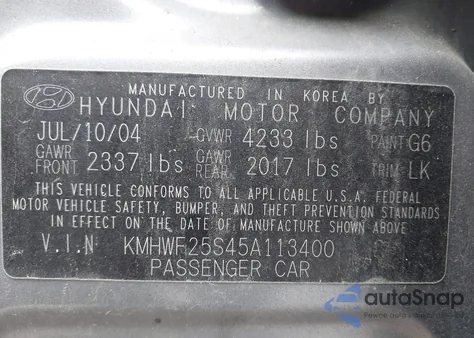 MANUFACTURED IN KOREA BY
HYUNDAI MOTOR COMPANY
JUL/10/04 GVWR 4233 lbs PAINT G6
GAWR FRONT 2337 lbs GAWR REAR 2017 lbs TRIM LK
THIS VEHICLE CONFORMS TO ALL APPLICABLE U.S.A. FEDERAL
MOTOR VEHICLE SAFETY, BUMPER, AND THEFT PREVENTION STANDARDS
IN EFFECT ON THE DATE OF MANUFACTURE SHOWN ABOVE
V.I.N KMHWF25S45A113400
PASSENGER CAR
autoSnap